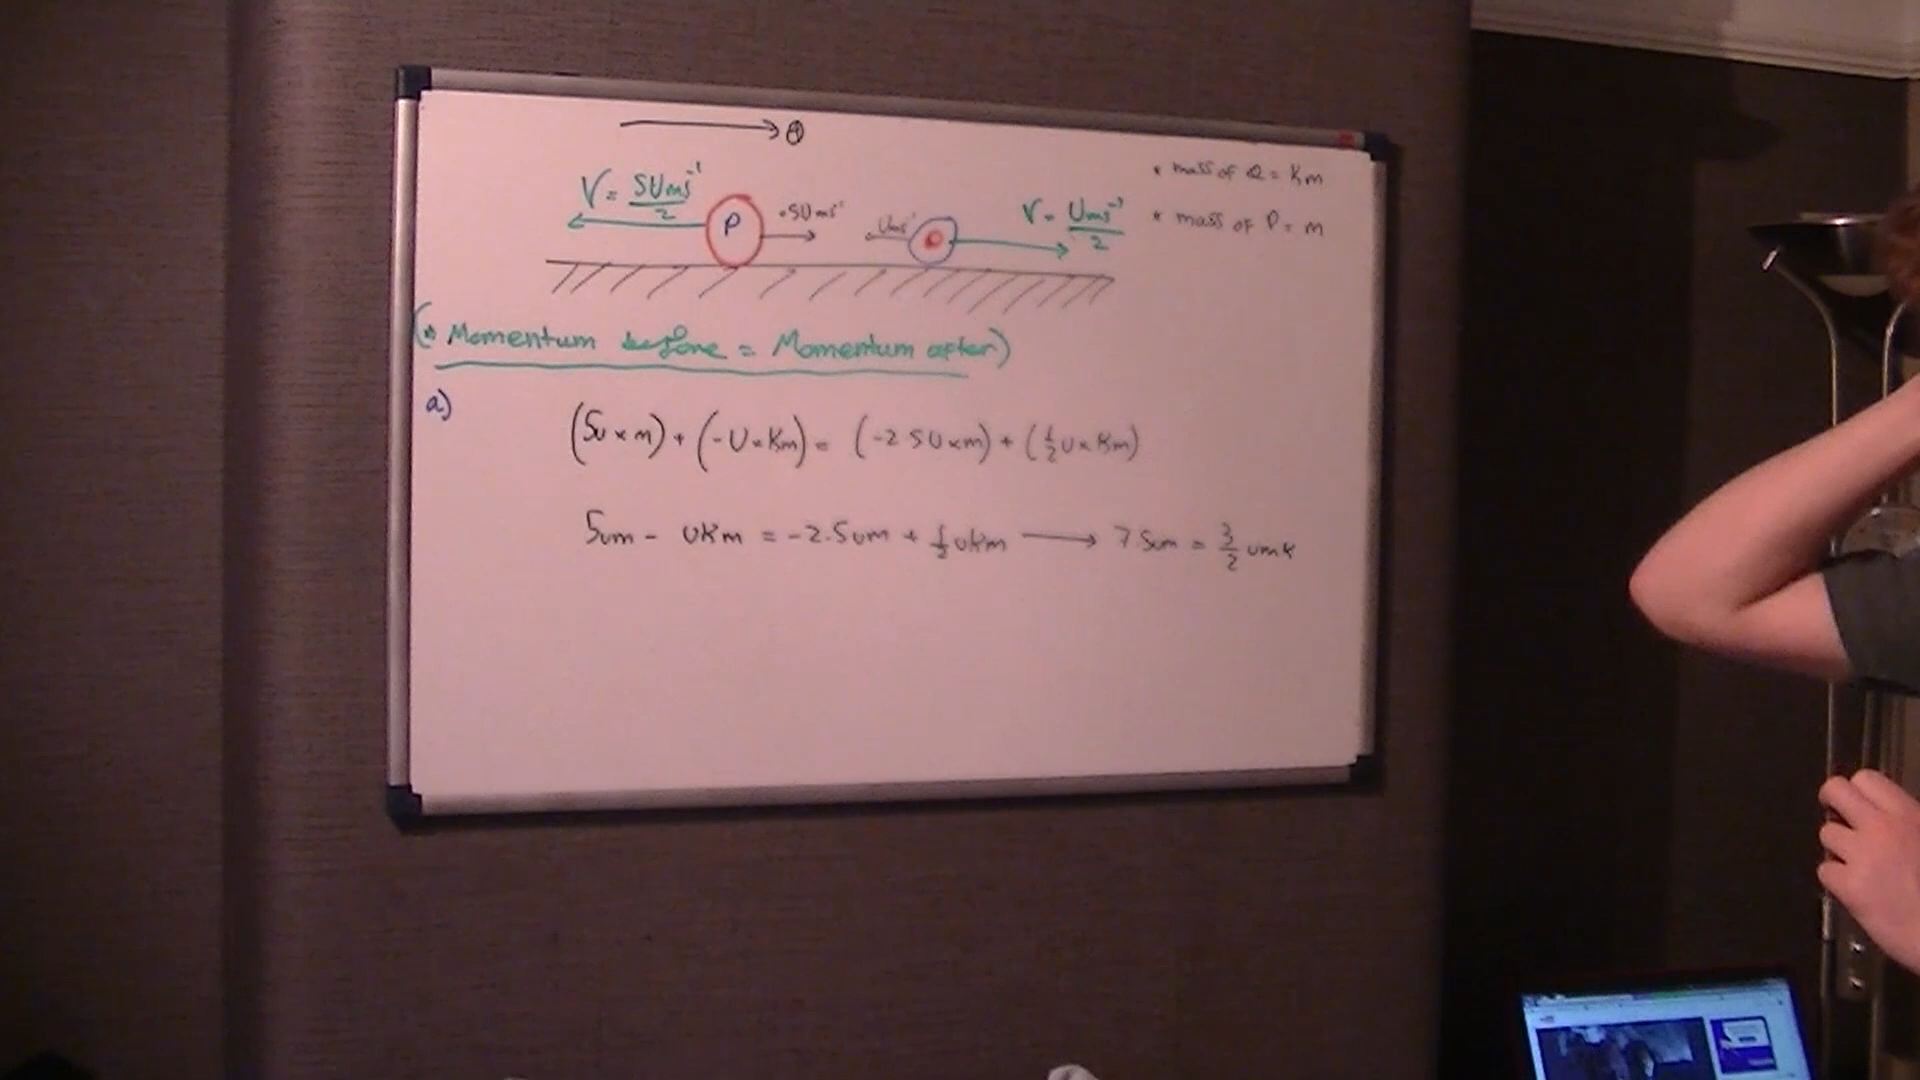 ⊕
V = 5Ums⁻¹/2
P
5Ums⁻¹
Ums⁻¹
V = Ums⁻¹/2
* mass of Q = Km
* mass of P = m
(* Momentum before = Momentum after)
a)
(5U×m) + (-U×Km) = (-2.5U×m) + (½U×Km)
5um - UKm = -2.5um + ½UKm → 7.5um = 3/2 umk